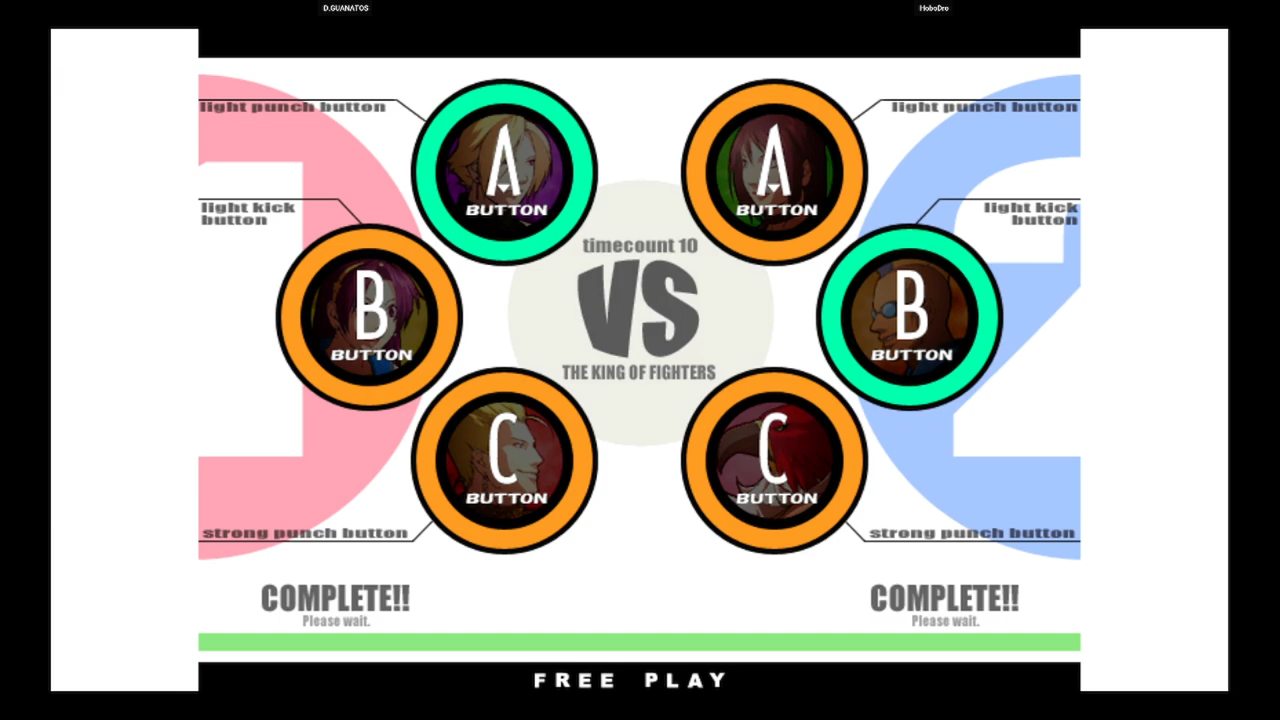 D.GUANATOS
HoboDro
light punch button
light punch button
A
BUTTON
A
BUTTON
light kick
button
light kick
button
timecount 10
VS
THE KING OF FIGHTERS
B
BUTTON
B
BUTTON
C
BUTTON
C
BUTTON
strong punch button
strong punch button
COMPLETE!!
Please wait.
COMPLETE!!
Please wait.
FREE PLAY